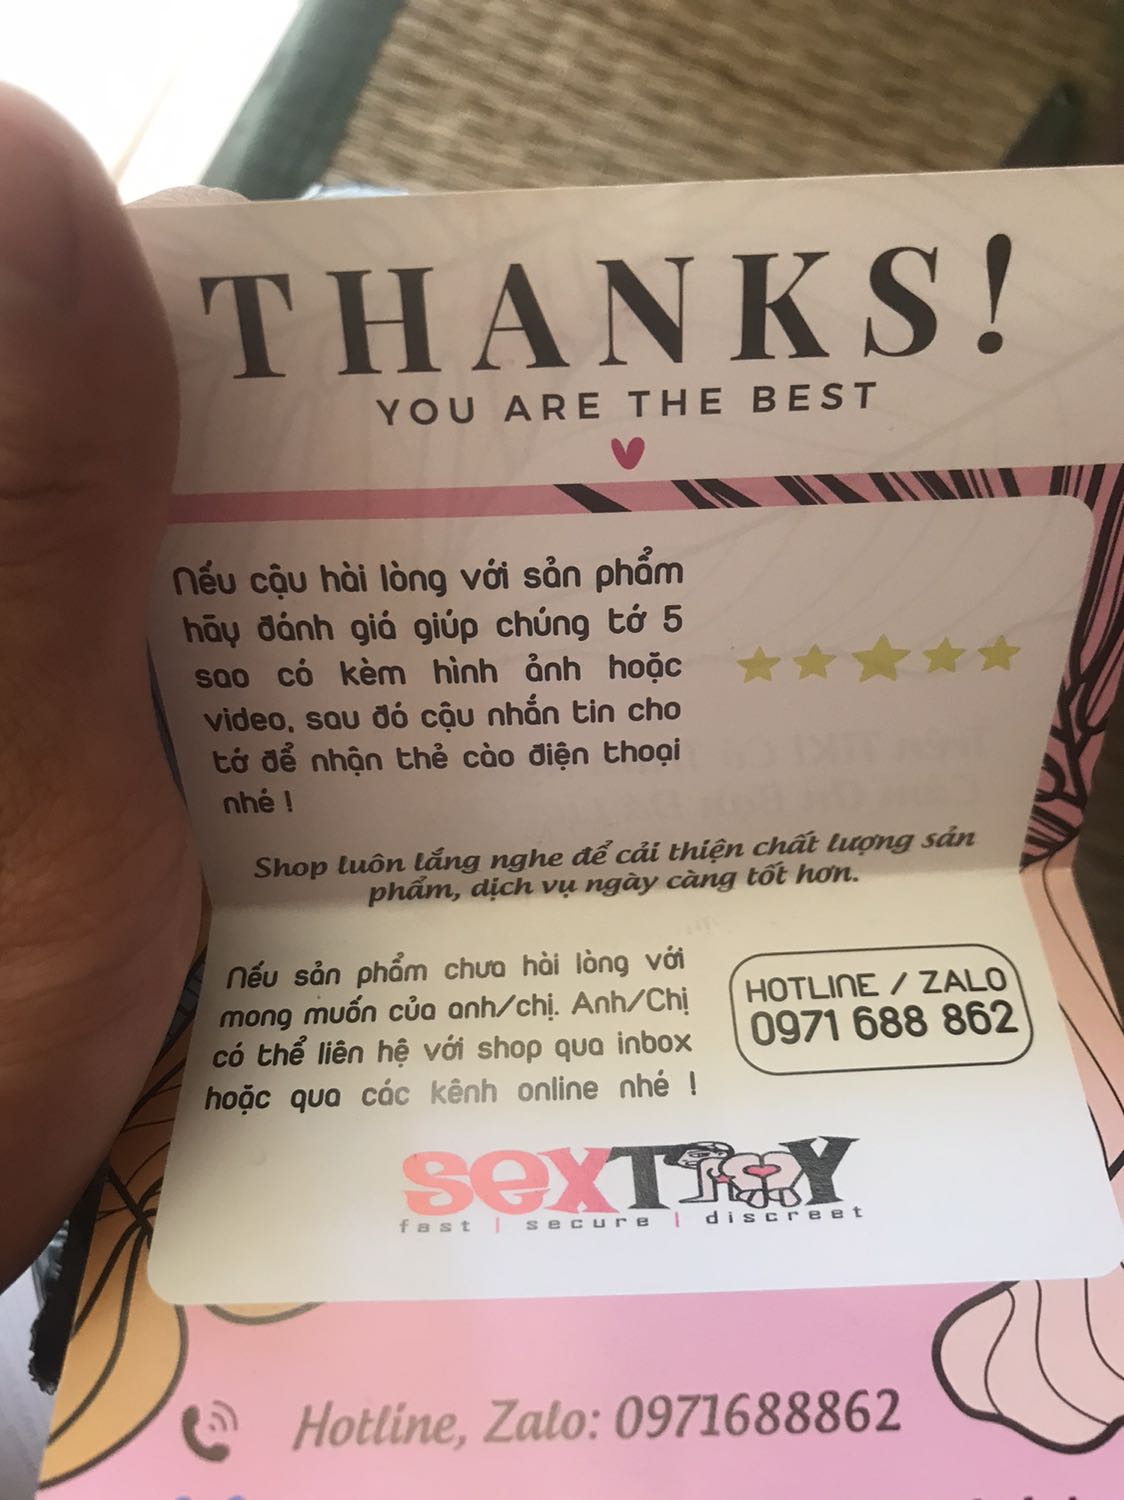 THANKS!
YOU ARE THE BEST
Nếu cậu hài lòng với sản phẩm
hãy đánh giá giúp chúng tớ 5
sao có kèm hình ảnh hoặc
video, sau đó cậu nhắn tin cho
tớ để nhận thẻ cào điện thoại
nhé !
Shop luôn lắng nghe để cải thiện chất lượng sản
phẩm, dịch vụ ngày càng tốt hơn.
Nếu sản phẩm chưa hài lòng với
mong muốn của anh/chị. Anh/Chị
có thể liên hệ với shop qua inbox
hoặc qua các kênh online nhé !
HOTLINE / ZALO
0971 688 862
SEXTOY
fast | secure | discreet
Hotline, Zalo: 0971688862